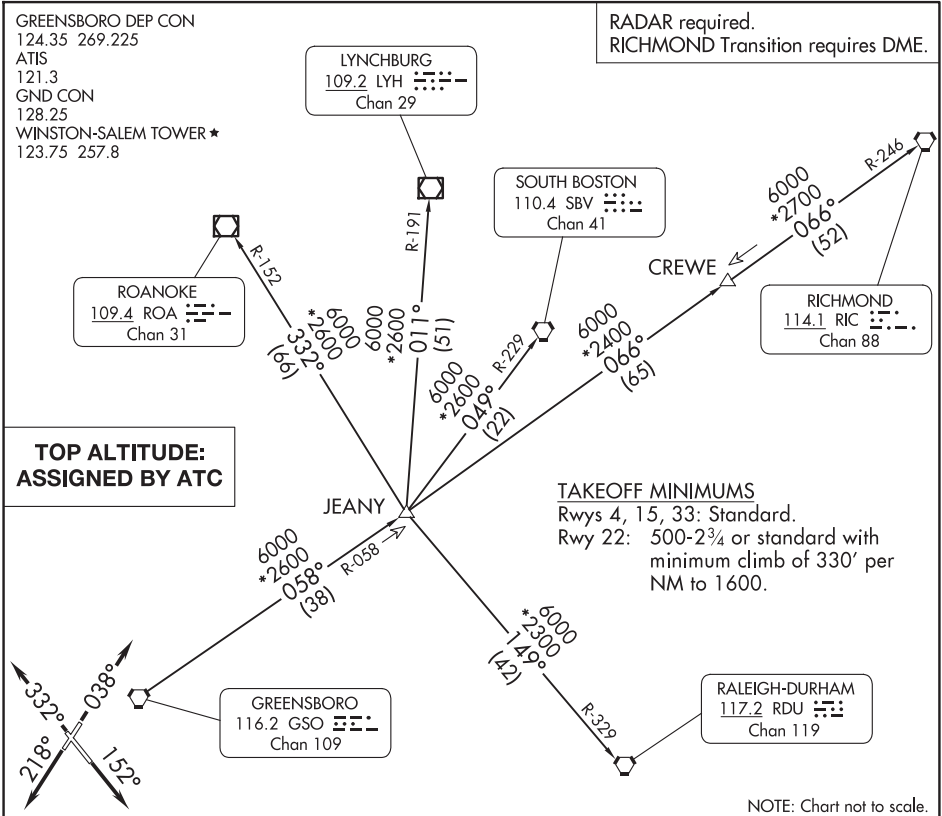 GREENSBORO DEP CON
124.35 269.225
ATIS
121.3
GND CON
128.25
WINSTON-SALEM TOWER★
123.75 257.8
RADAR required.
RICHMOND Transition requires DME.
LYNCHBURG
109.2 LYH
Chan 29
SOUTH BOSTON
110.4 SBV
Chan 41
ROANOKE
109.4 ROA
Chan 31
RICHMOND
114.1 RIC
Chan 88
R-246
6000
*2700
066°
(52)
CREWE
6000
*2400
066°
(65)
R-229
6000
*2600
049°
(22)
R-191
6000
*2600
011°
(51)
R-152
6000
*2600
332°
(66)
TOP ALTITUDE:
ASSIGNED BY ATC
JEANY
R-058
6000
*2600
058°
(38)
TAKEOFF MINIMUMS
Rwys 4, 15, 33: Standard.
Rwy 22: 500-2¾ or standard with
minimum climb of 330' per
NM to 1600.
6000
*2300
149°
(42)
R-329
332°
038°
218°
152°
GREENSBORO
116.2 GSO
Chan 109
RALEIGH-DURHAM
117.2 RDU
Chan 119
NOTE: Chart not to scale.